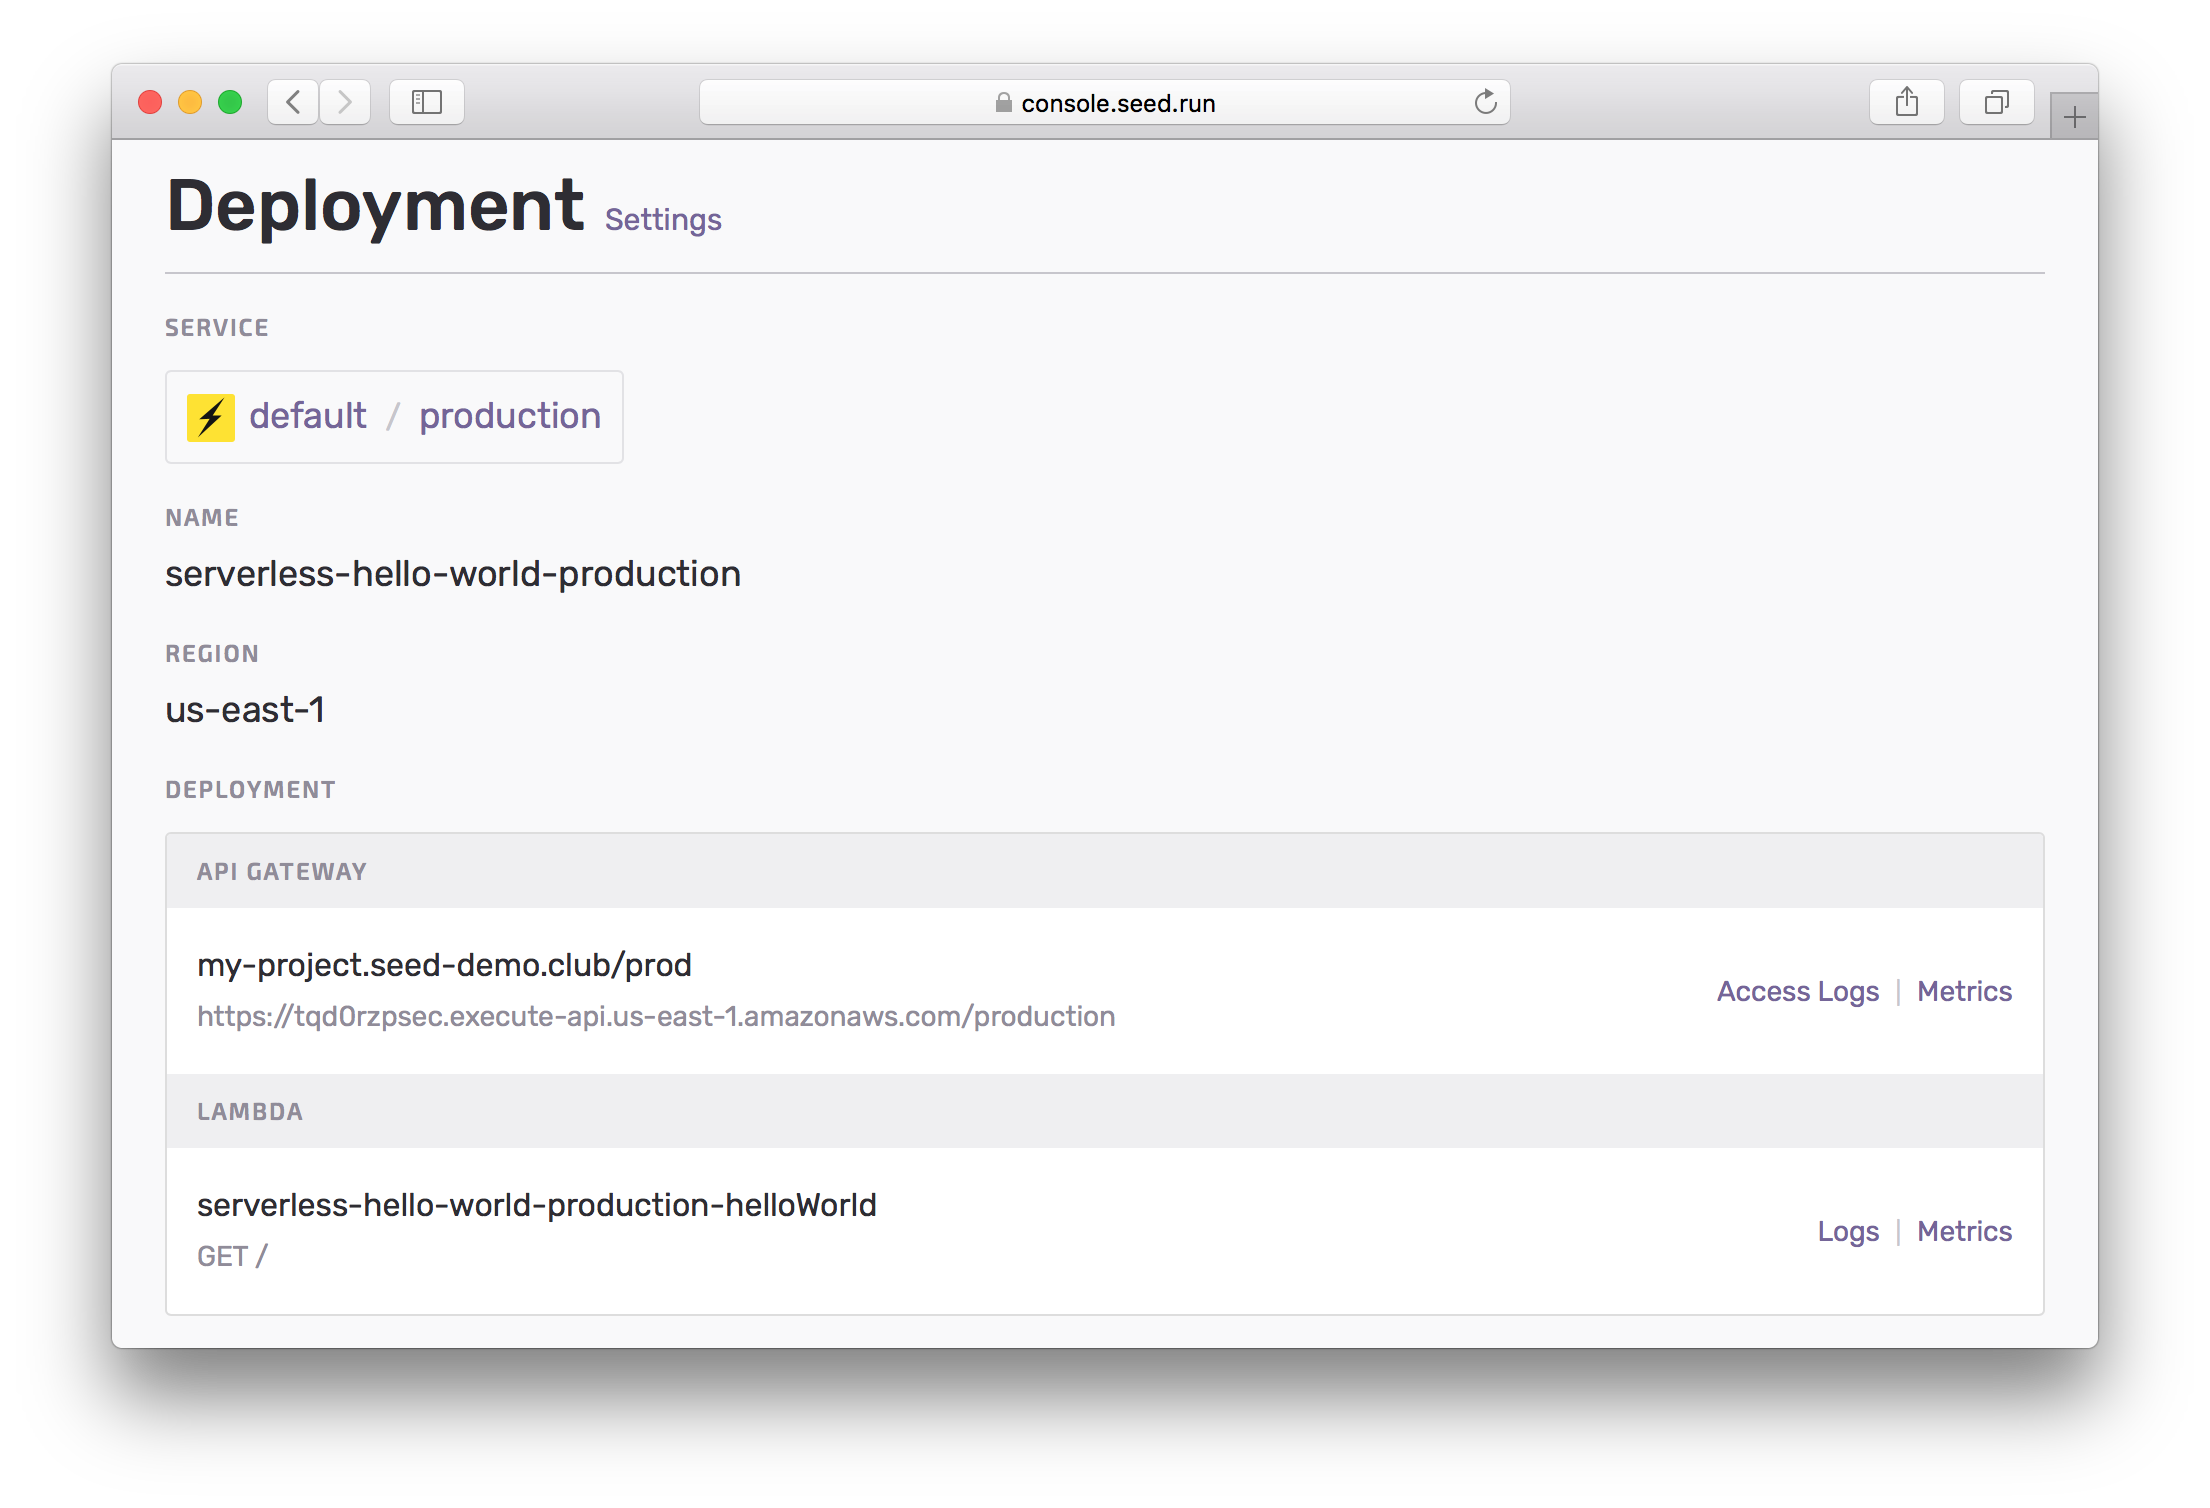 console.seed.run
Deployment Settings
SERVICE
default / production
NAME
serverless-hello-world-production
REGION
us-east-1
DEPLOYMENT
API GATEWAY
my-project.seed-demo.club/prod
Access Logs | Metrics
https://tqd0rzpsec.execute-api.us-east-1.amazonaws.com/production
LAMBDA
serverless-hello-world-production-helloWorld
Logs | Metrics
GET /